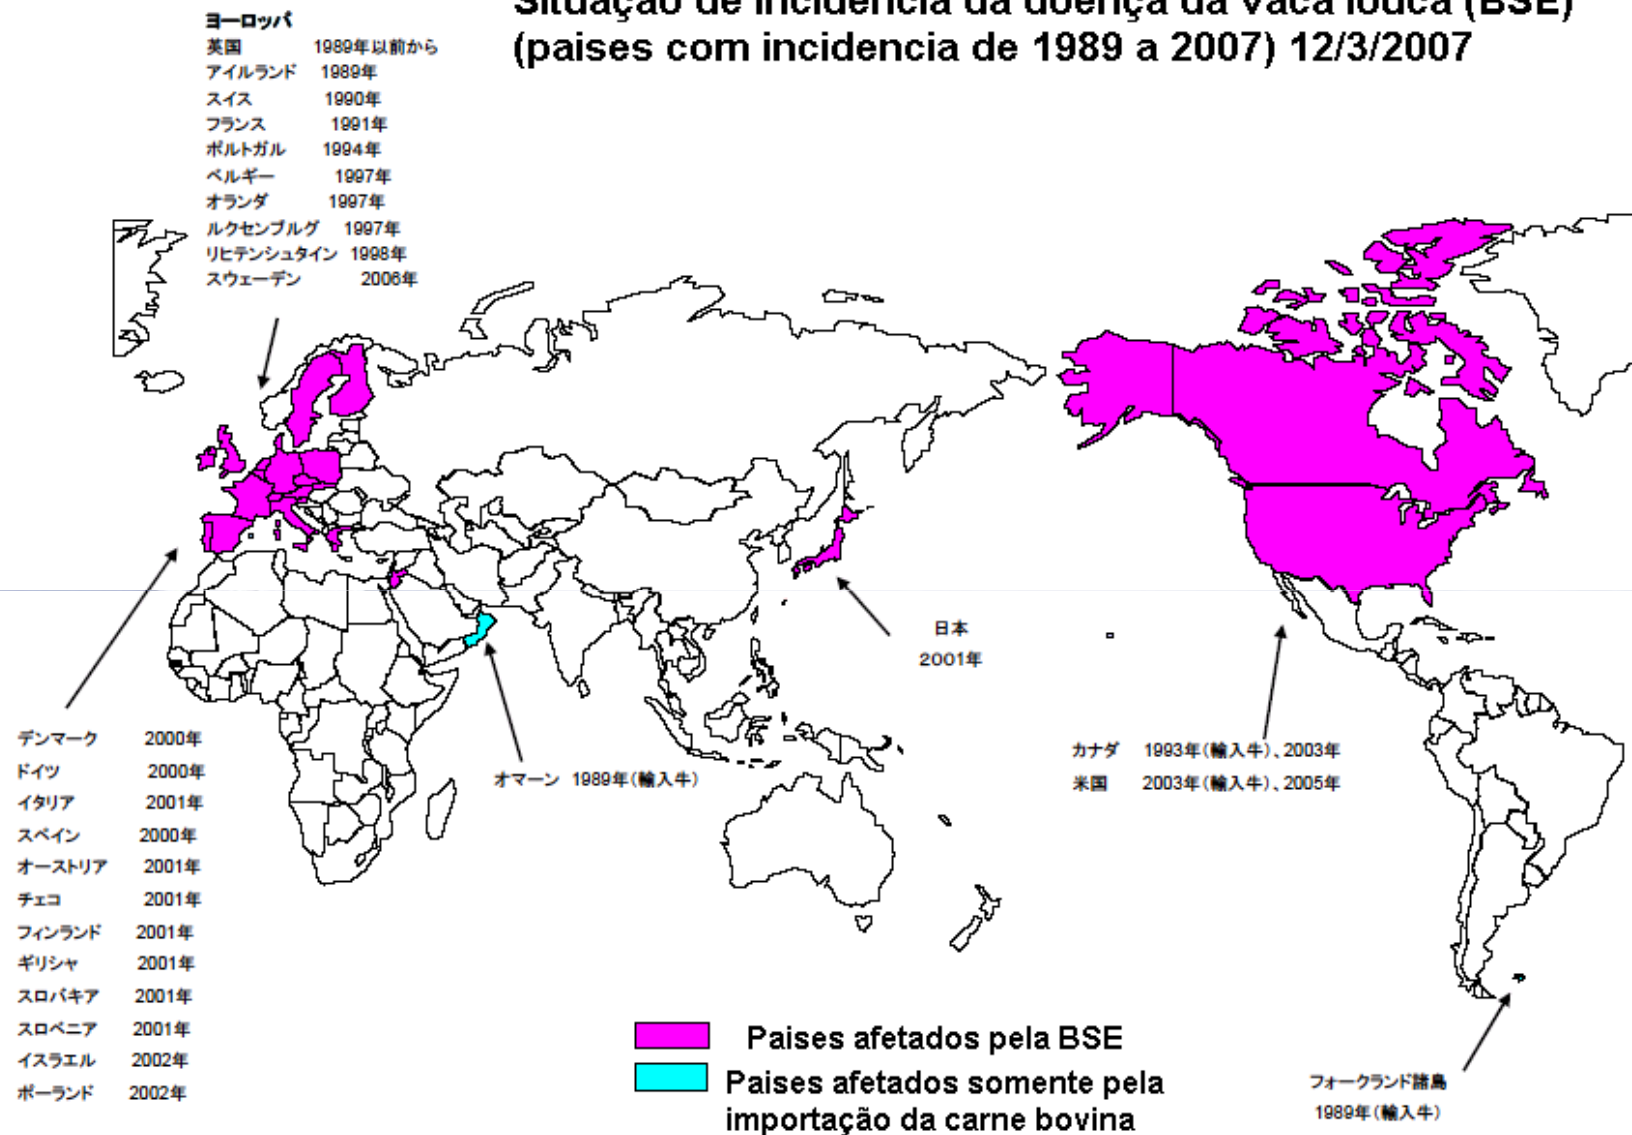 Situação de incidencia da doença da vaca louca (BSE)
(paises com incidencia de 1989 a 2007) 12/3/2007
ヨーロッパ
英国 1989年以前から
アイルランド 1989年
スイス 1990年
フランス 1991年
ポルトガル 1994年
ベルギー 1997年
オランダ 1997年
ルクセンブルグ 1997年
リヒテンシュタイン 1998年
スウェーデン 2006年
日本
2001年
デンマーク 2000年
ドイツ 2000年
イタリア 2001年
スペイン 2000年
オーストリア 2001年
チェコ 2001年
フィンランド 2001年
ギリシャ 2001年
スロバキア 2001年
スロベニア 2001年
イスラエル 2002年
ポーランド 2002年
オマーン 1989年(輸入牛)
カナダ 1993年(輸入牛)、2003年
米国 2003年(輸入牛)、2005年
Paises afetados pela BSE
Paises afetados somente pela
importação da carne bovina
フォークランド諸島
1989年(輸入牛)